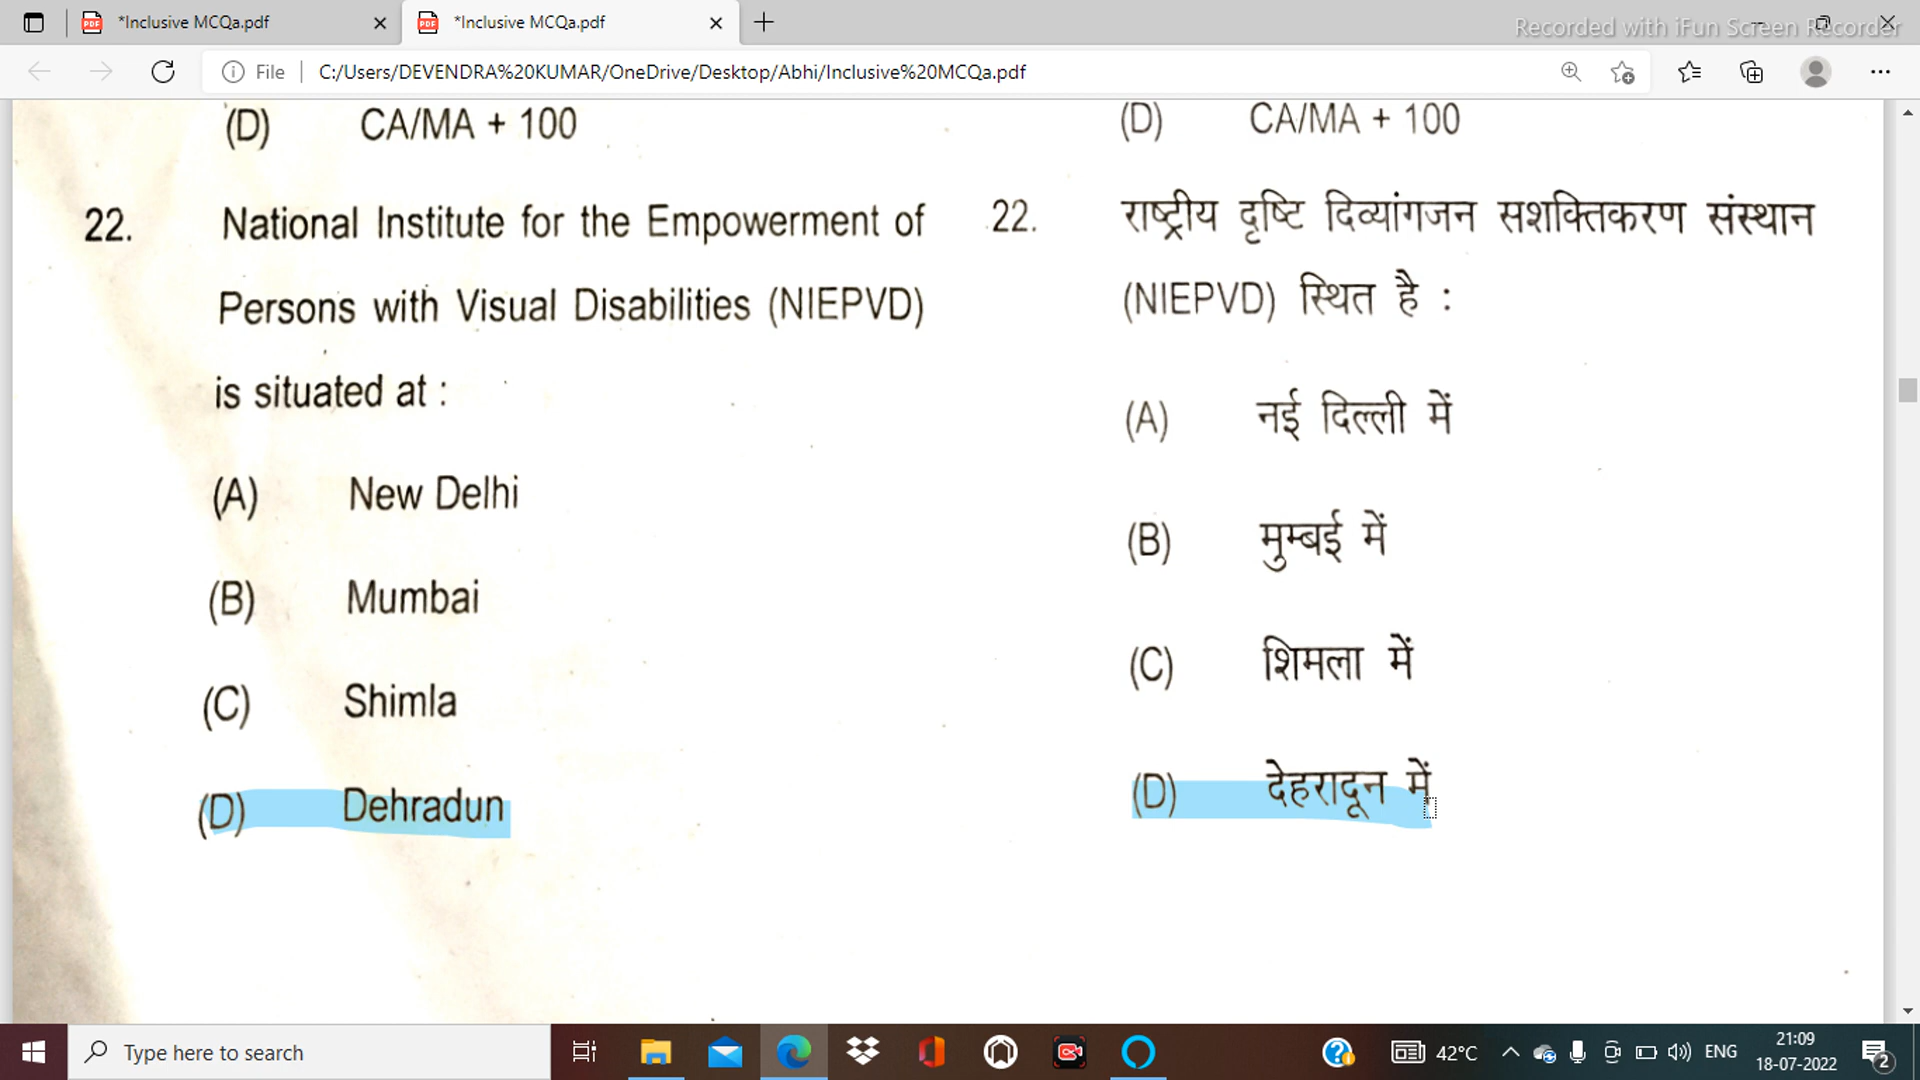 *Inclusive MCQa.pdf
*Inclusive MCQa.pdf
Recorded with iFun Screen Recorder
File
C:/Users/DEVENDRA%20KUMAR/OneDrive/Desktop/Abhi/Inclusive%20MCQa.pdf
(D) CA/MA + 100
22. National Institute for the Empowerment of
Persons with Visual Disabilities (NIEPVD)
is situated at :
(A) New Delhi
(B) Mumbai
(C) Shimla
(D) Dehradun
(D) CA/MA + 100
22. राष्ट्रीय दृष्टि दिव्यांगजन सशक्तिकरण संस्थान
(NIEPVD) स्थित है :
(A) नई दिल्ली में
(B) मुम्बई में
(C) शिमला में
(D) देहरादून में
Type here to search
42°C
ENG
21:09
18-07-2022
2